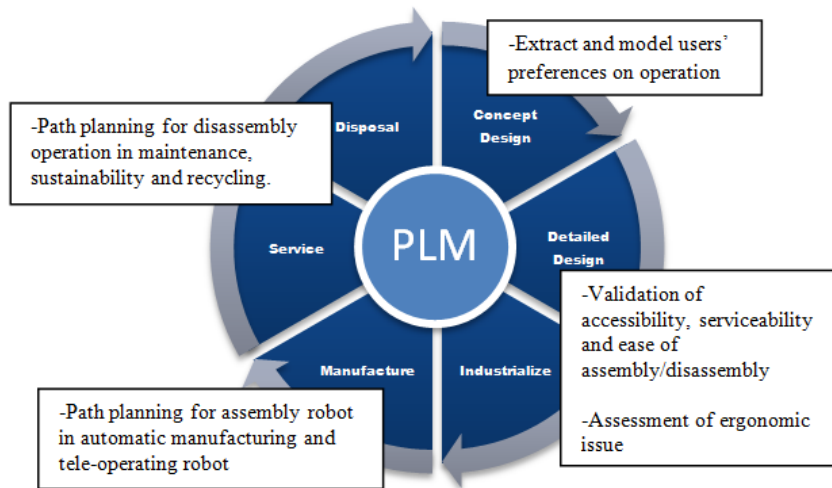 -Extract and model users'
preferences on operation
-Path planning for disassembly
operation in maintenance,
sustainability and recycling.
Disposal
Concept
Design
Service
PLM
Detailed
Design
-Validation of
accessibility, serviceability
and ease of
assembly/disassembly
-Assessment of ergonomic
issue
Manufacture
Industrialize
-Path planning for assembly robot
in automatic manufacturing and
tele-operating robot